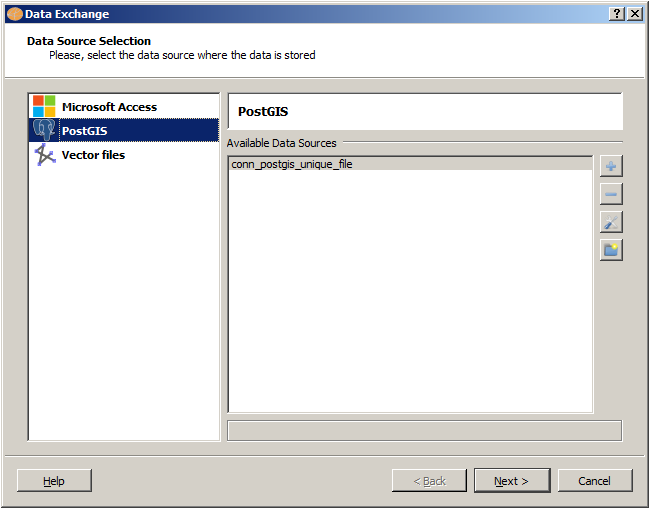 Data Exchange
Data Source Selection
Please, select the data source where the data is stored
Microsoft Access
PostGIS
Vector files
PostGIS
Available Data Sources
conn_postgis_unique_file
Help
< Back
Next >
Cancel